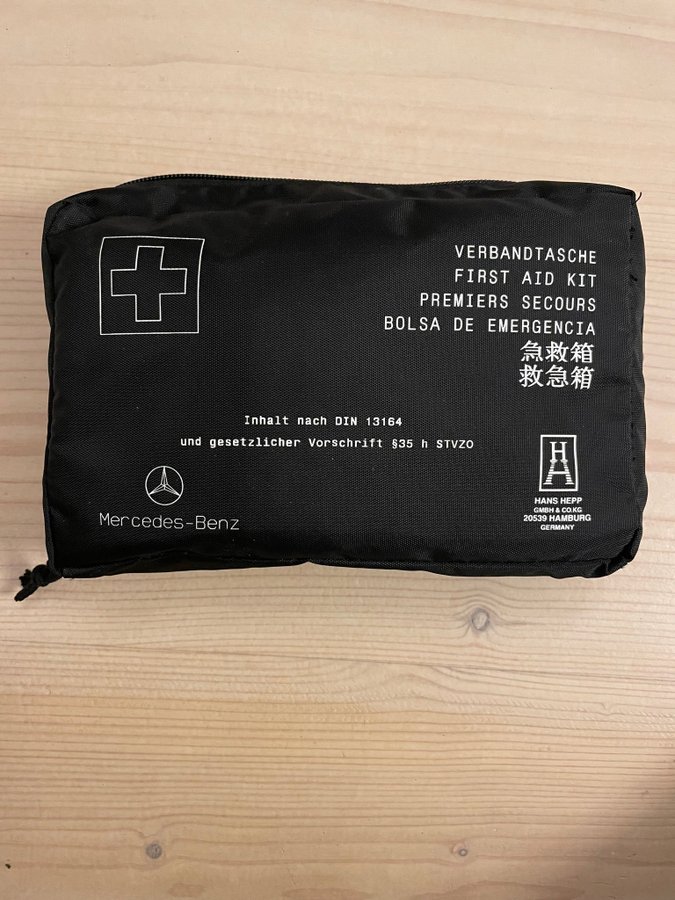 VERBANDTASCHE
FIRST AID KIT
PREMIERS SECOURS
BOLSA DE EMERGENCIA
急救箱
救急箱
Inhalt nach DIN 13164
und gesetzlicher Vorschrift §35 h STVZO
Mercedes-Benz
HA
HANS HEPP
GMBH & CO.KG
20539 HAMBURG
GERMANY